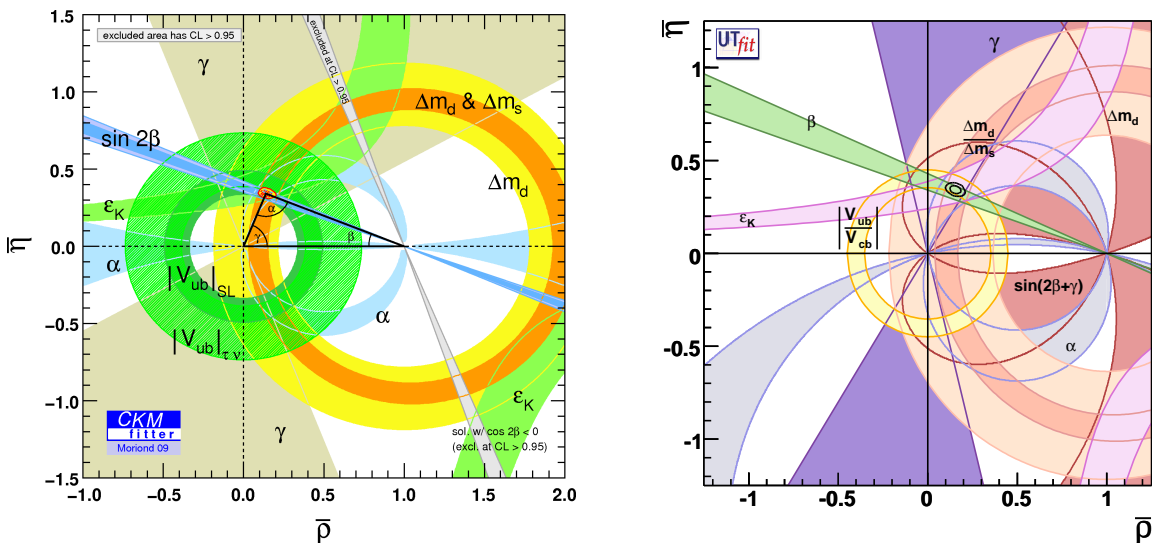 excluded area has CL > 0.95
excluded at CL > 0.95
γ
Δm_d & Δm_s
sin 2β
Δm_d
ε_K
α
α
γ
β
α
|V_ub|_SL
|V_ub|_τν
α
ε_K
γ
CKM
fitter
Moriond 09
sol. w/ cos 2β < 0
(excl. at CL > 0.95)
1.5
1.0
0.5
0.0
-0.5
-1.0
-1.5
-1.0
-0.5
0.0
0.5
1.0
1.5
2.0
η̄
ρ̄
UTfit
γ
β
Δm_d
Δm_d
Δm_s
ε_K
|V_ub
V_cb|
sin(2β+γ)
α
1
0.5
0
-0.5
-1
-1
-0.5
0
0.5
1
η̄
ρ̄